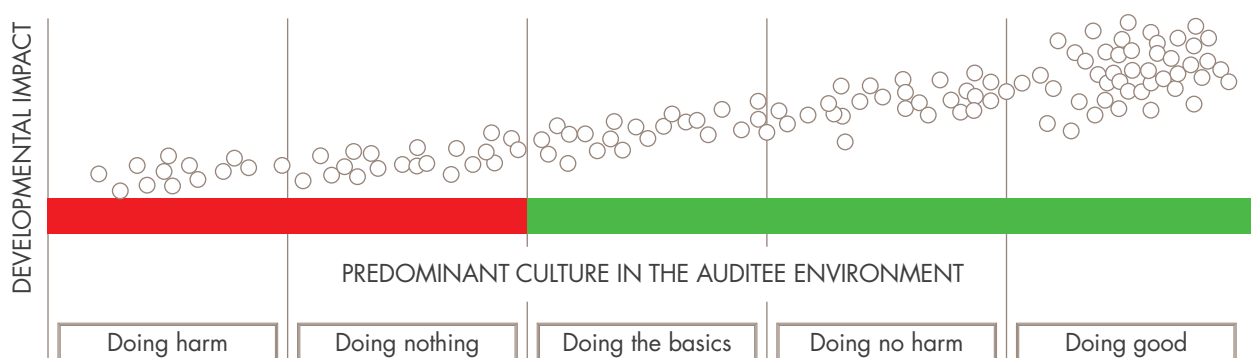 DEVELOPMENTAL IMPACT
PREDOMINANT CULTURE IN THE AUDITEE ENVIRONMENT
Doing harm
Doing nothing
Doing the basics
Doing no harm
Doing good